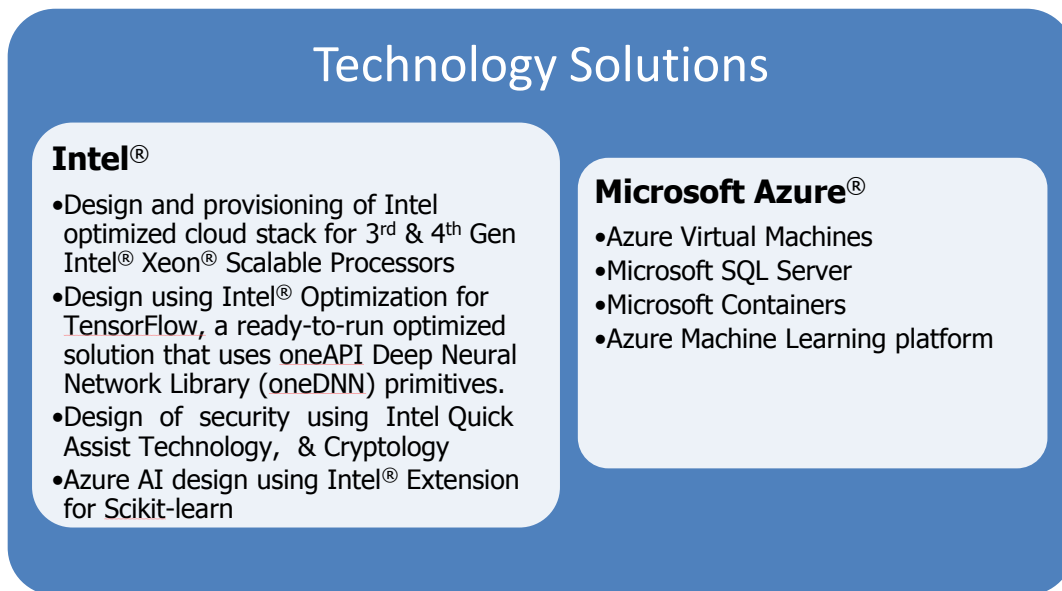 Technology Solutions
Intel®
•Design and provisioning of Intel
optimized cloud stack for 3rd & 4th Gen
Intel® Xeon® Scalable Processors
•Design using Intel® Optimization for
TensorFlow, a ready-to-run optimized
solution that uses oneAPI Deep Neural
Network Library (oneDNN) primitives.
•Design of security using Intel Quick
Assist Technology, & Cryptology
•Azure AI design using Intel® Extension
for Scikit-learn
Microsoft Azure®
•Azure Virtual Machines
•Microsoft SQL Server
•Microsoft Containers
•Azure Machine Learning platform